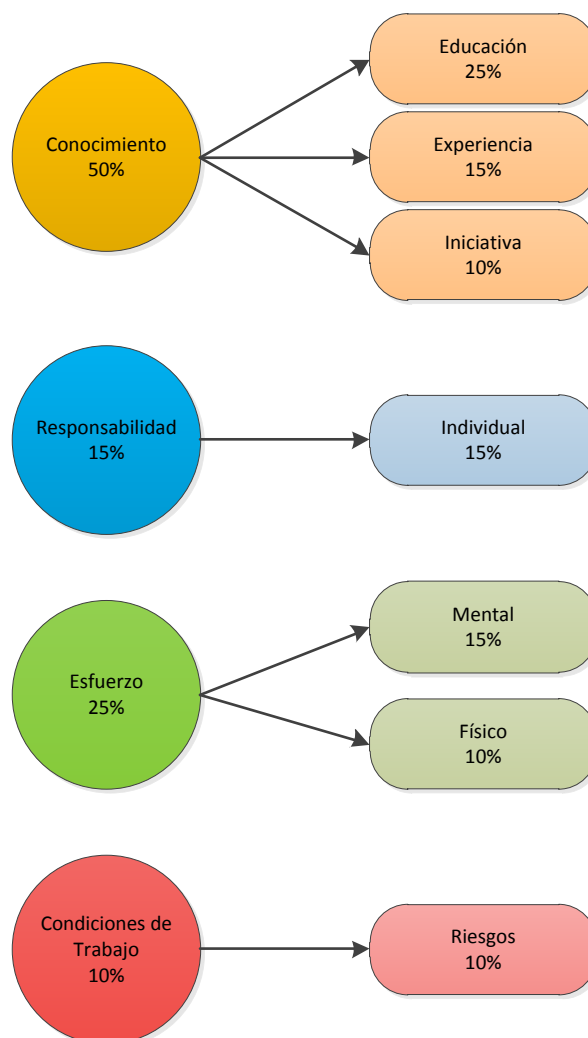 Conocimiento
50%
Educación
25%
Experiencia
15%
Iniciativa
10%
Responsabilidad
15%
Individual
15%
Esfuerzo
25%
Mental
15%
Físico
10%
Condiciones de
Trabajo
10%
Riesgos
10%